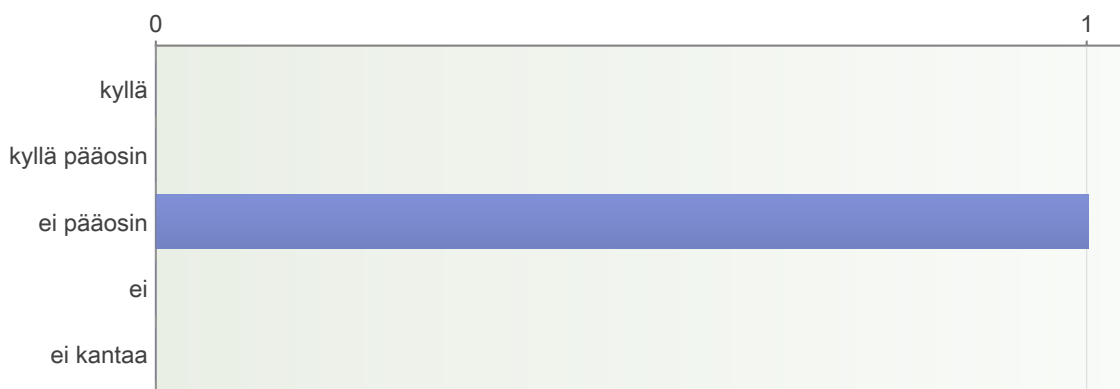 0 1
kyllä
kyllä pääosin
ei pääosin
ei
ei kantaa